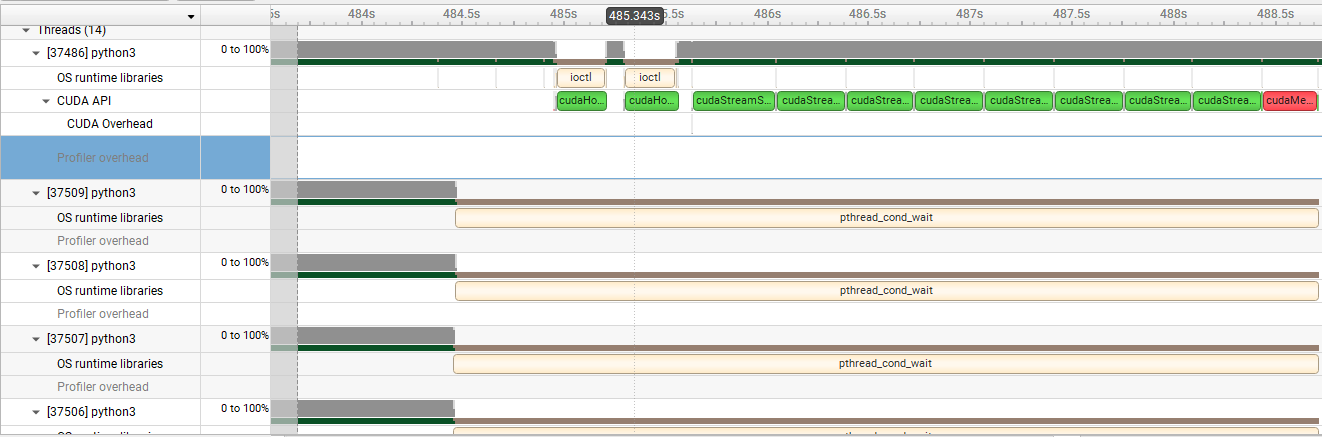 5s 484s 484.5s 485s 485.343s 5.5s 486s 486.5s 487s 487.5s 488s 488.5s
Threads (14)
[37486] python3 0 to 100%
OS runtime libraries ioctl ioctl
CUDA API cudaHo... cudaHo... cudaStreamS... cudaStrea... cudaStrea... cudaStrea... cudaStrea... cudaStrea... cudaStrea... cudaStrea... cudaMe...
CUDA Overhead
Profiler overhead
[37509] python3 0 to 100%
OS runtime libraries pthread_cond_wait
Profiler overhead
[37508] python3 0 to 100%
OS runtime libraries pthread_cond_wait
Profiler overhead
[37507] python3 0 to 100%
OS runtime libraries pthread_cond_wait
Profiler overhead
[37506] python3 0 to 100%